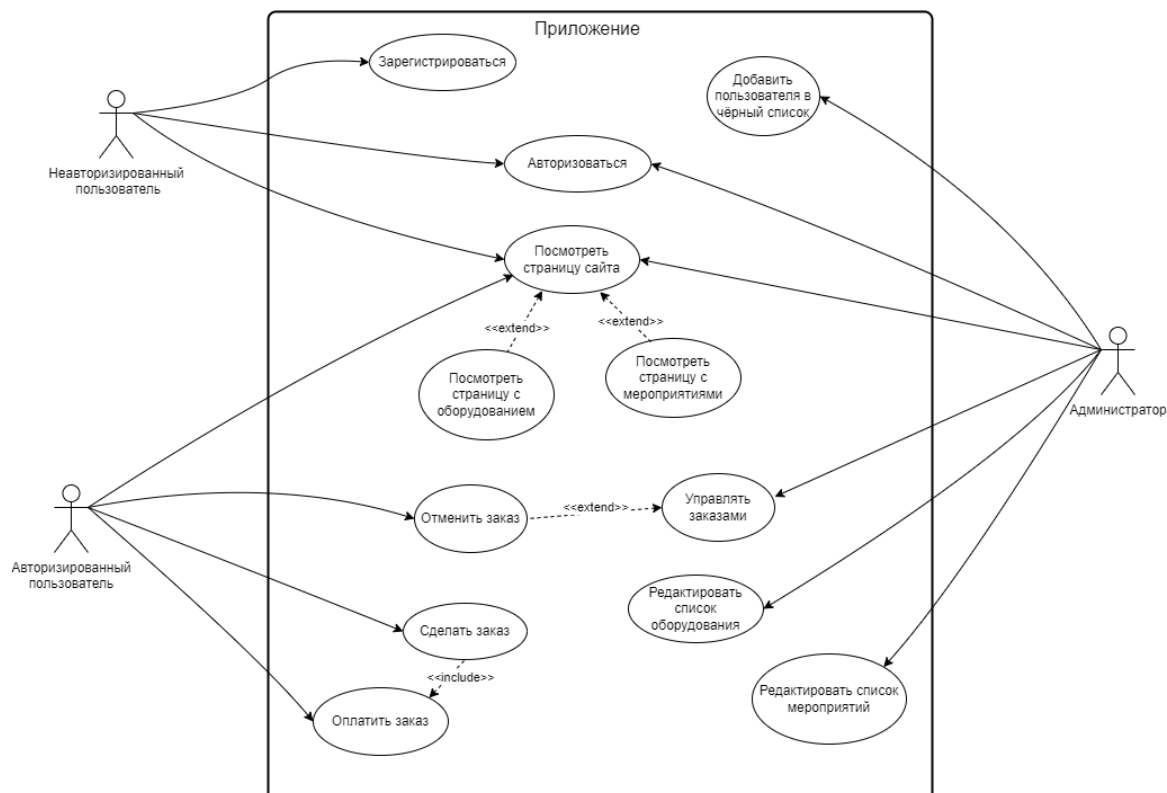 Приложение
Зарегистрироваться
Добавить
пользователя в
чёрный список
Неавторизированный
пользователь
Авторизоваться
Посмотреть
страницу сайта
<<extend>>
<<extend>>
Посмотреть
страницу с
оборудованием
Посмотреть
страницу с
мероприятиями
Администратор
Авторизированный
пользователь
Отменить заказ
<<extend>>
Управлять
заказами
Редактировать
список
оборудования
Сделать заказ
<<include>>
Оплатить заказ
Редактировать список
мероприятий